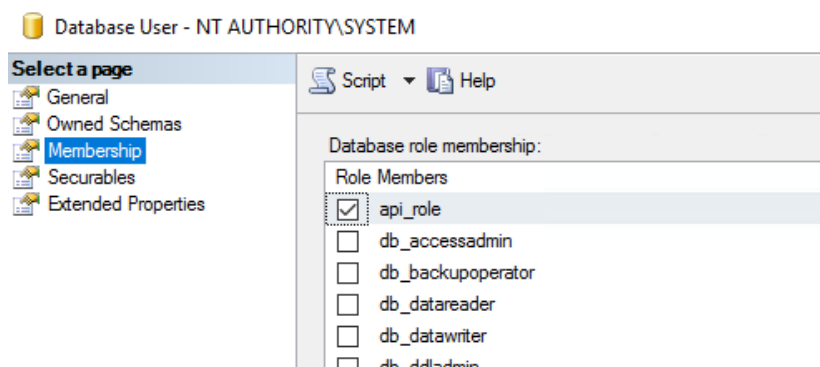 Database User - NT AUTHORITY\SYSTEM
Select a page
General
Owned Schemas
Membership
Securables
Extended Properties
Script
Help
Database role membership:
Role Members
api_role
db_accessadmin
db_backupoperator
db_datareader
db_datawriter
db_ddladmin